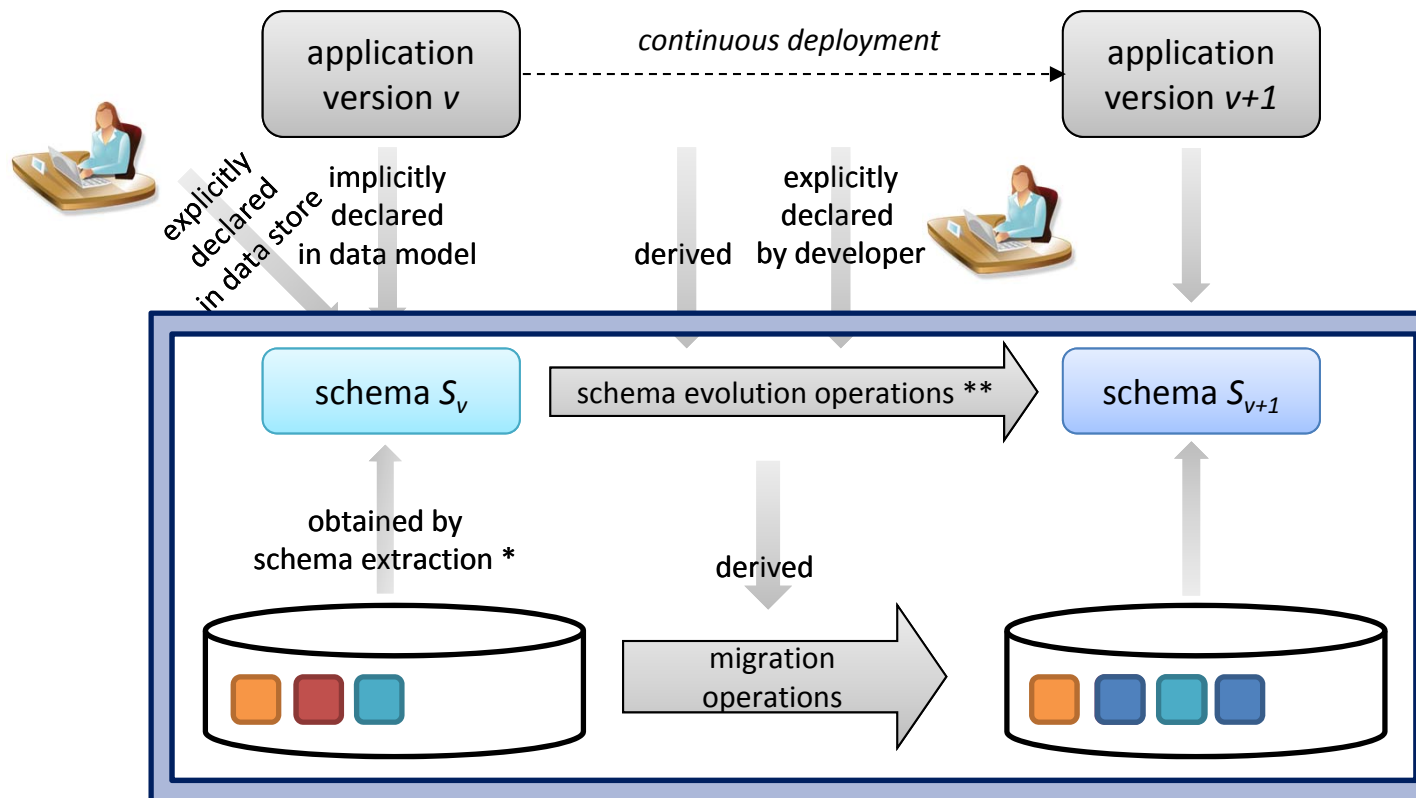 application
version v
continuous deployment
application
version v+1
explicitly
declared
in data store
implicitly
declared
in data model
derived
explicitly
declared
by developer
schema Sv
schema evolution operations **
schema Sv+1
obtained by
schema extraction *
derived
migration
operations